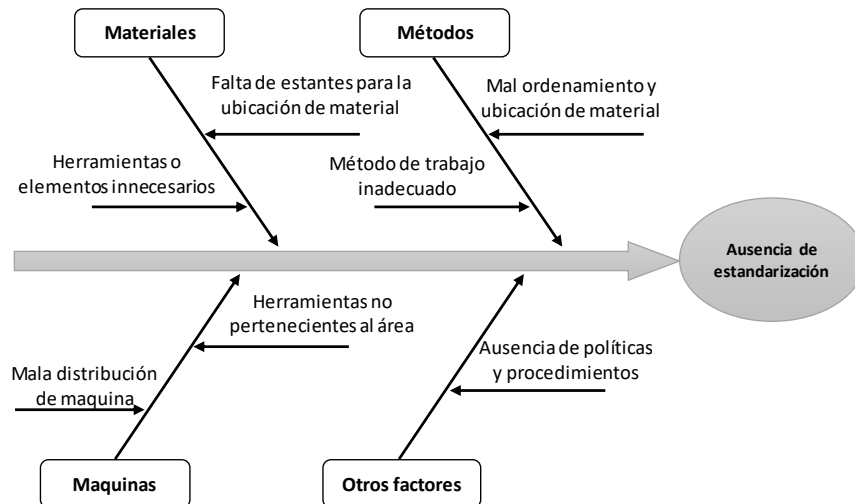 Materiales
Métodos
Falta de estantes para la
ubicación de material
Mal ordenamiento y
ubicación de material
Herramientas o
elementos innecesarios
Método de trabajo
inadecuado
Ausencia de
estandarización
Herramientas no
pertenecientes al área
Mala distribución
de maquina
Ausencia de políticas
y procedimientos
Maquinas
Otros factores